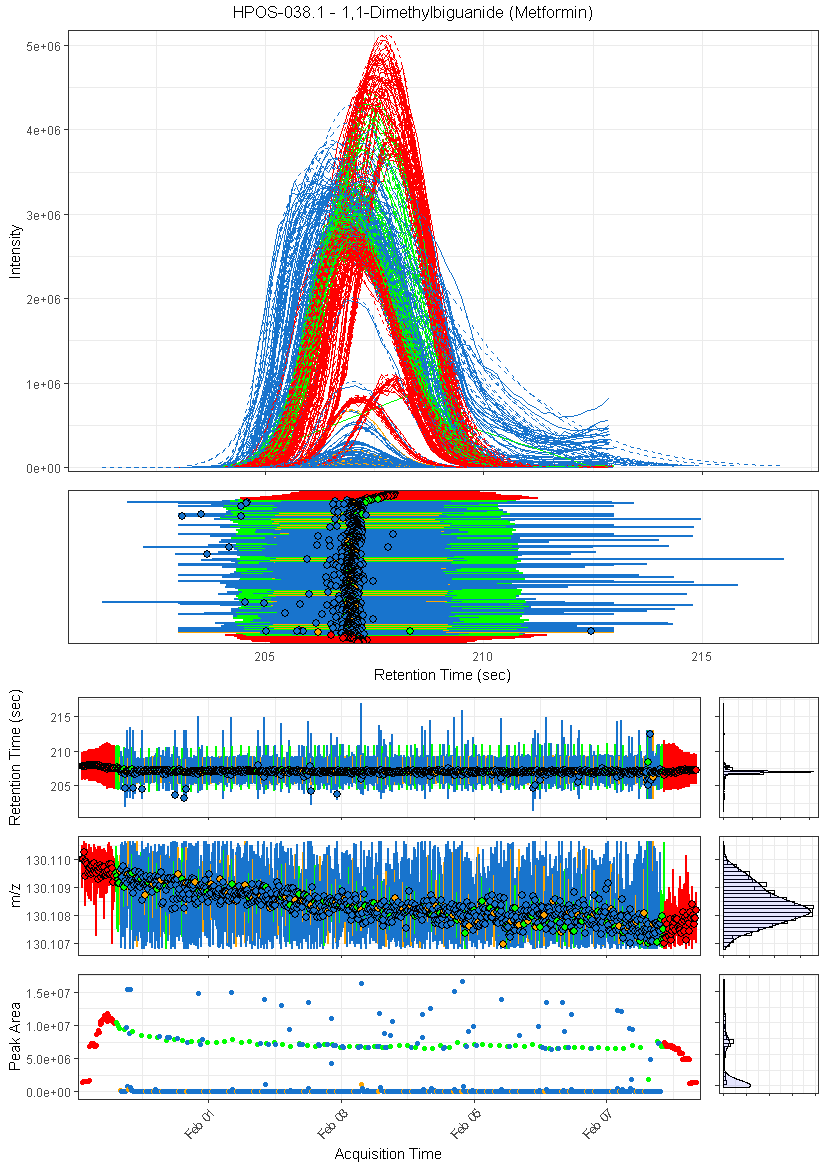 HPOS-038.1 - 1,1-Dimethylbiguanide (Metformin)
5e+06
4e+06
3e+06
2e+06
1e+06
0e+00
Intensity
205
210
215
Retention Time (sec)
215
210
205
Retention Time (sec)
130.110
130.109
130.108
130.107
m/z
1.5e+07
1.0e+07
5.0e+06
0.0e+00
Peak Area
Feb 01
Feb 03
Feb 05
Feb 07
Acquisition Time